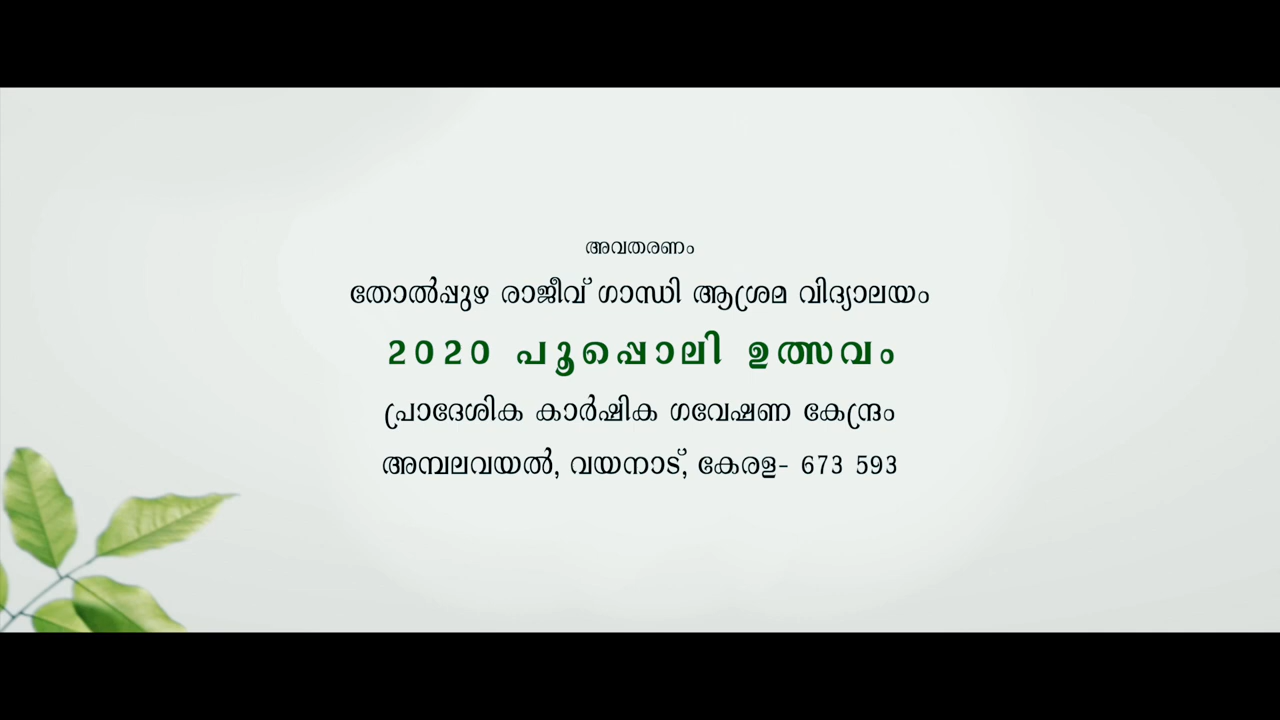 അവതരണം
തോൽപ്പുഴ രാജീവ് ഗാന്ധി ആശ്രമ വിദ്യാലയം
2020 പൂപ്പൊലി ഉത്സവം
പ്രാദേശിക കാർഷിക ഗവേഷണ കേന്ദ്രം
അമ്പലവയൽ, വയനാട്, കേരള- 673 593